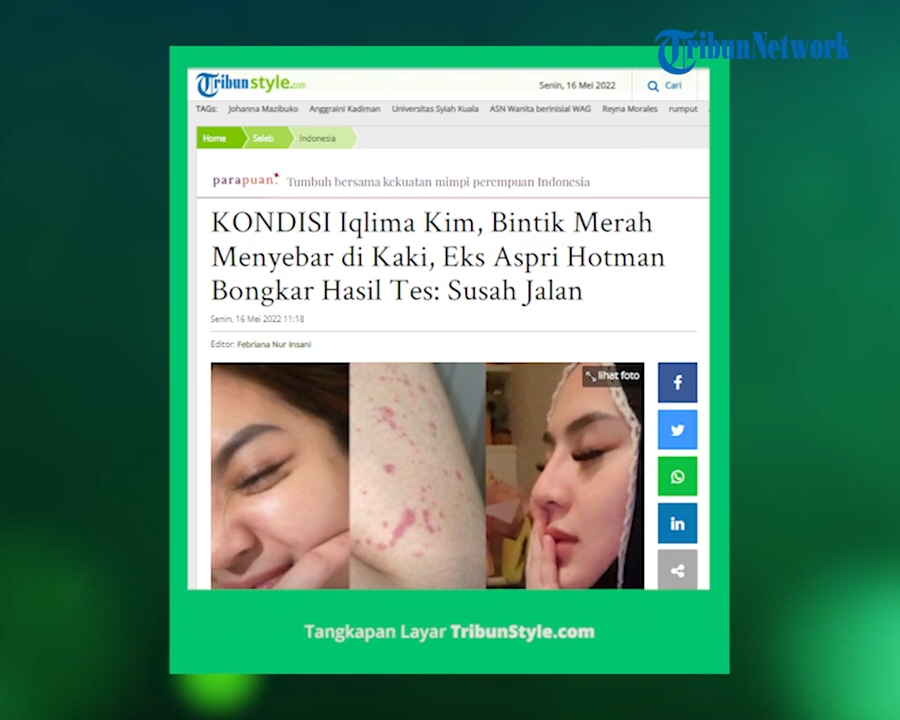 TribunNetwork
Tribunstyle.com
Senin, 16 Mei 2022
Cari
TAGs: Johanna Mazibuko Anggraini Kadiman Universitas Syiah Kuala ASN Wanita berinisial WAG Reyna Morales rumput
Home Seleb Indonesia
parapuan. Tumbuh bersama kekuatan mimpi perempuan Indonesia
KONDISI Iqlima Kim, Bintik Merah
Menyebar di Kaki, Eks Aspri Hotman
Bongkar Hasil Tes: Susah Jalan
Senin, 16 Mei 2022 11:18
Editor: Febriana Nur Insani
lihat foto
f
in
Tangkapan Layar TribunStyle.com